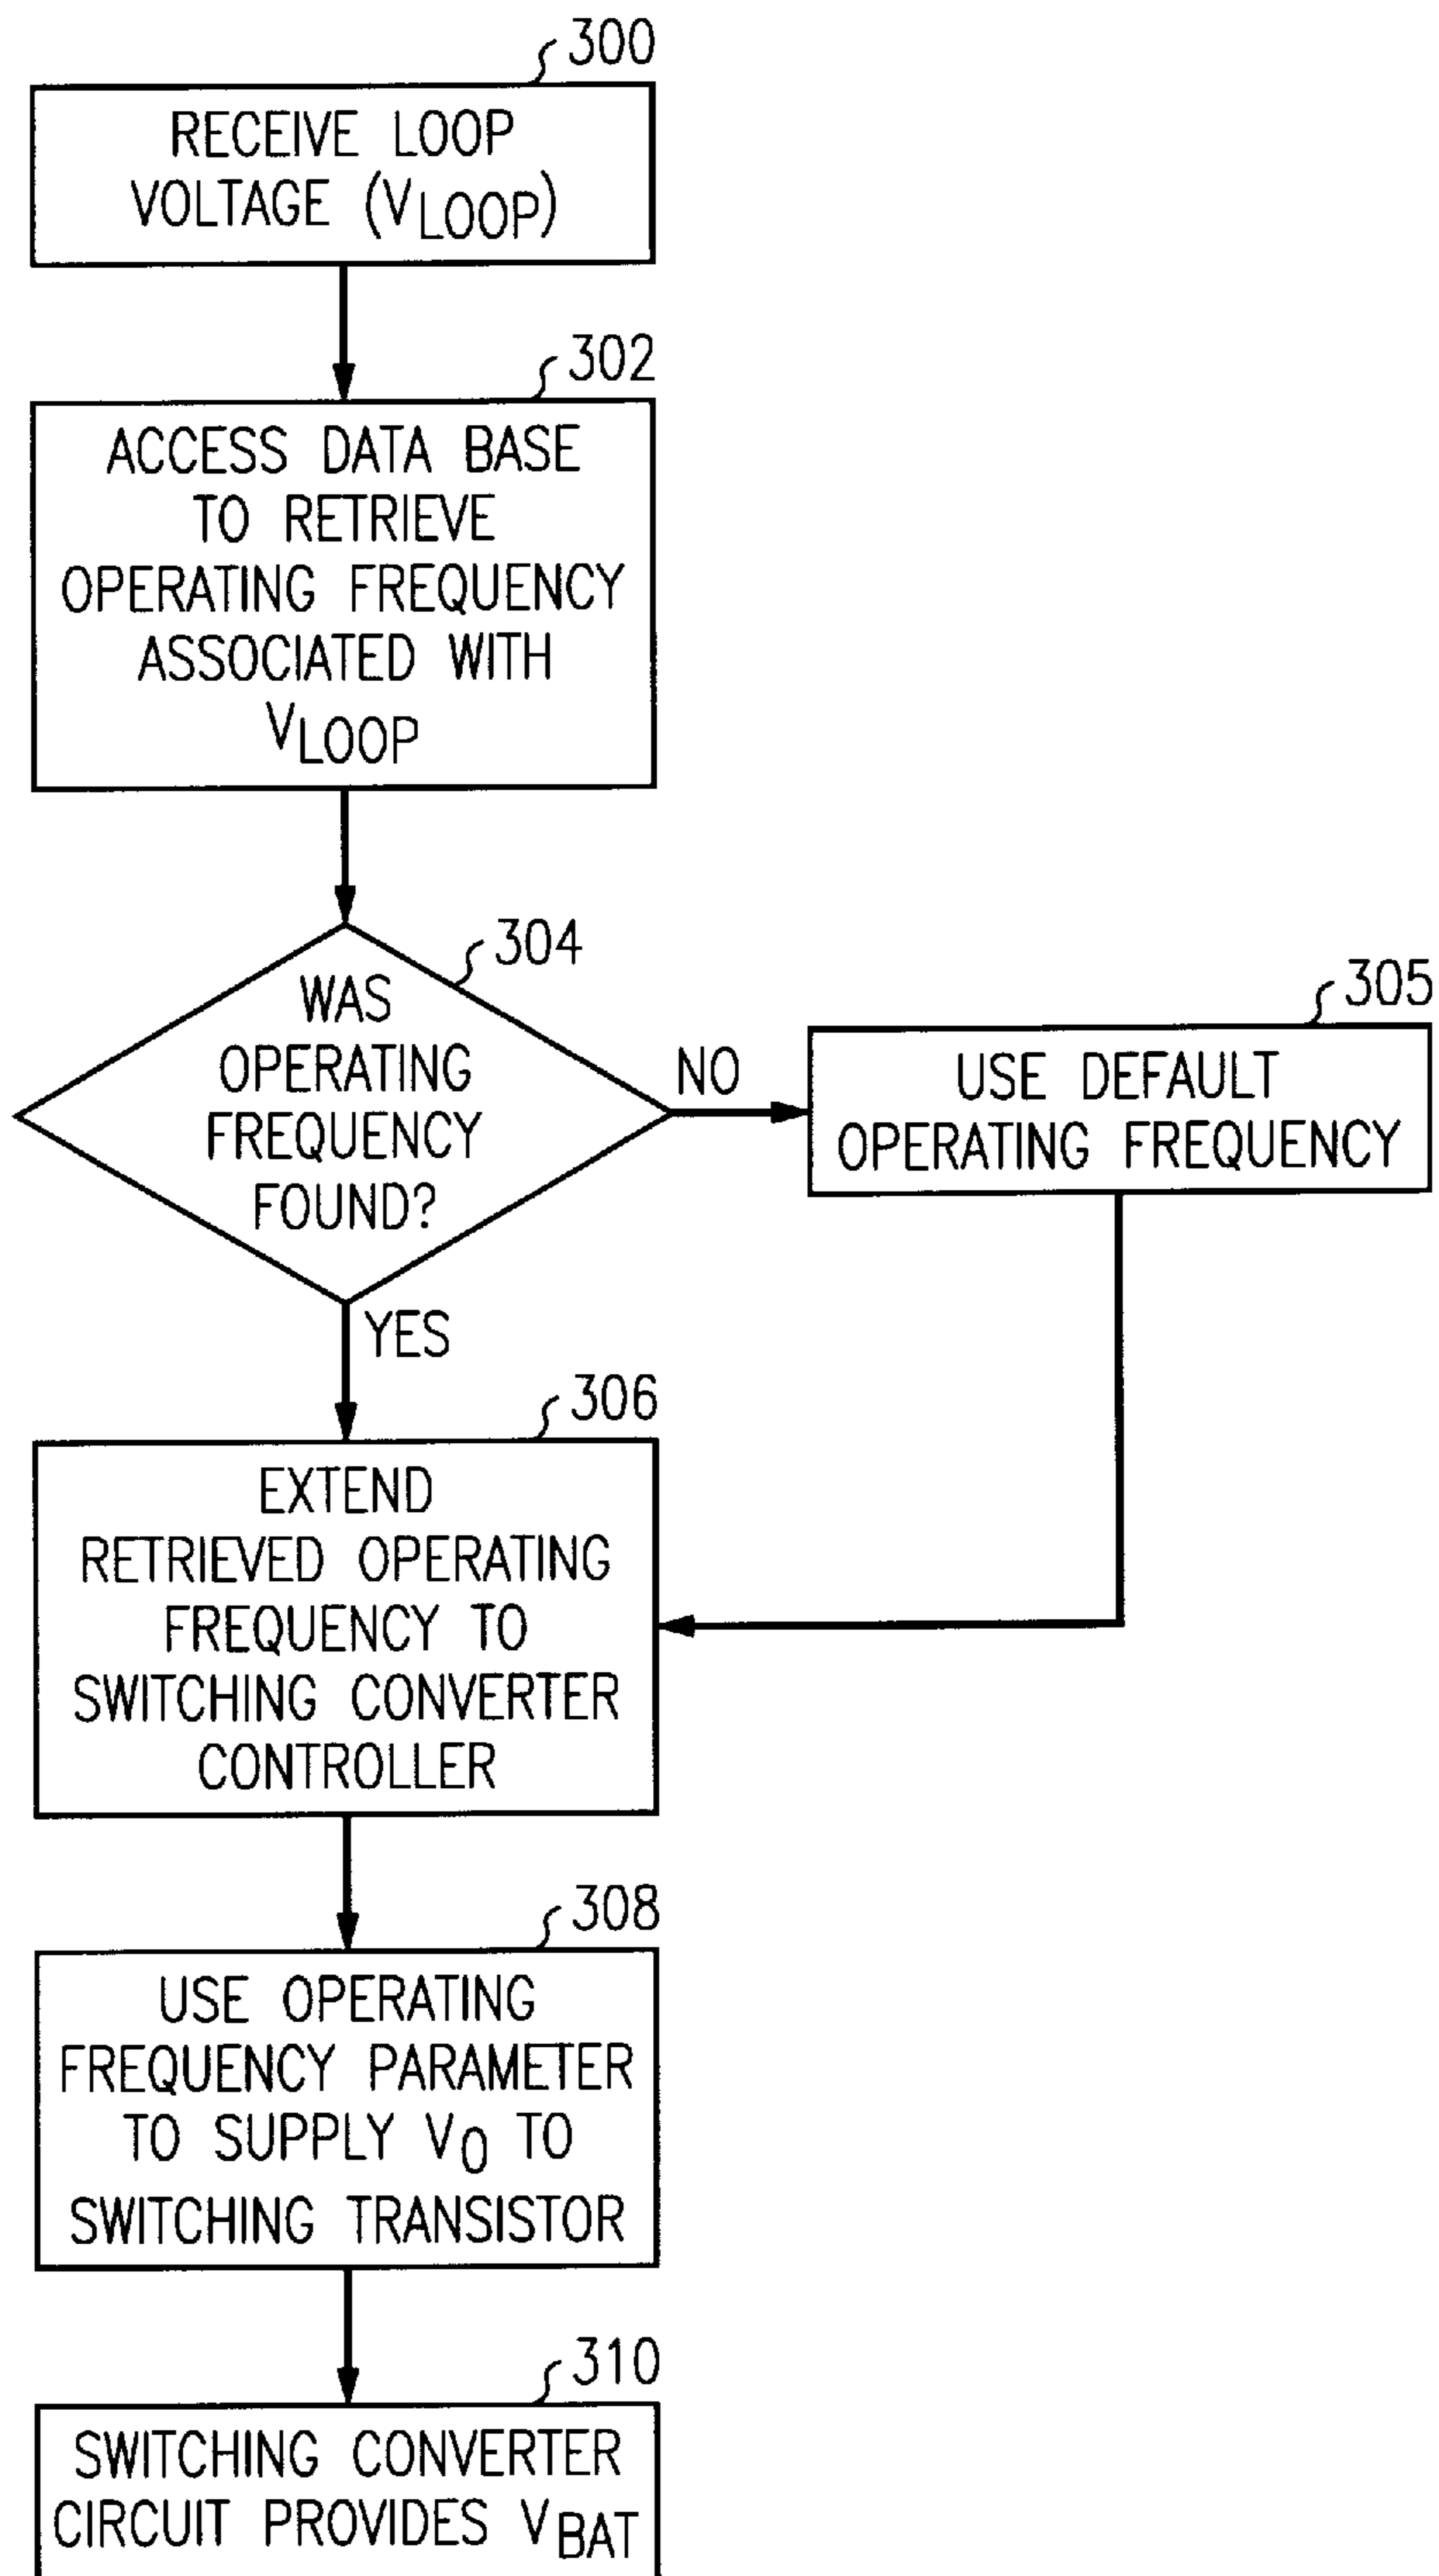 300
RECEIVE LOOP
VOLTAGE (VLOOP)
302
ACCESS DATA BASE
TO RETRIEVE
OPERATING FREQUENCY
ASSOCIATED WITH
VLOOP
304
WAS
OPERATING
FREQUENCY
FOUND?
NO
305
USE DEFAULT
OPERATING FREQUENCY
YES
306
EXTEND
RETRIEVED OPERATING
FREQUENCY TO
SWITCHING CONVERTER
CONTROLLER
308
USE OPERATING
FREQUENCY PARAMETER
TO SUPPLY VO TO
SWITCHING TRANSISTOR
310
SWITCHING CONVERTER
CIRCUIT PROVIDES VBAT